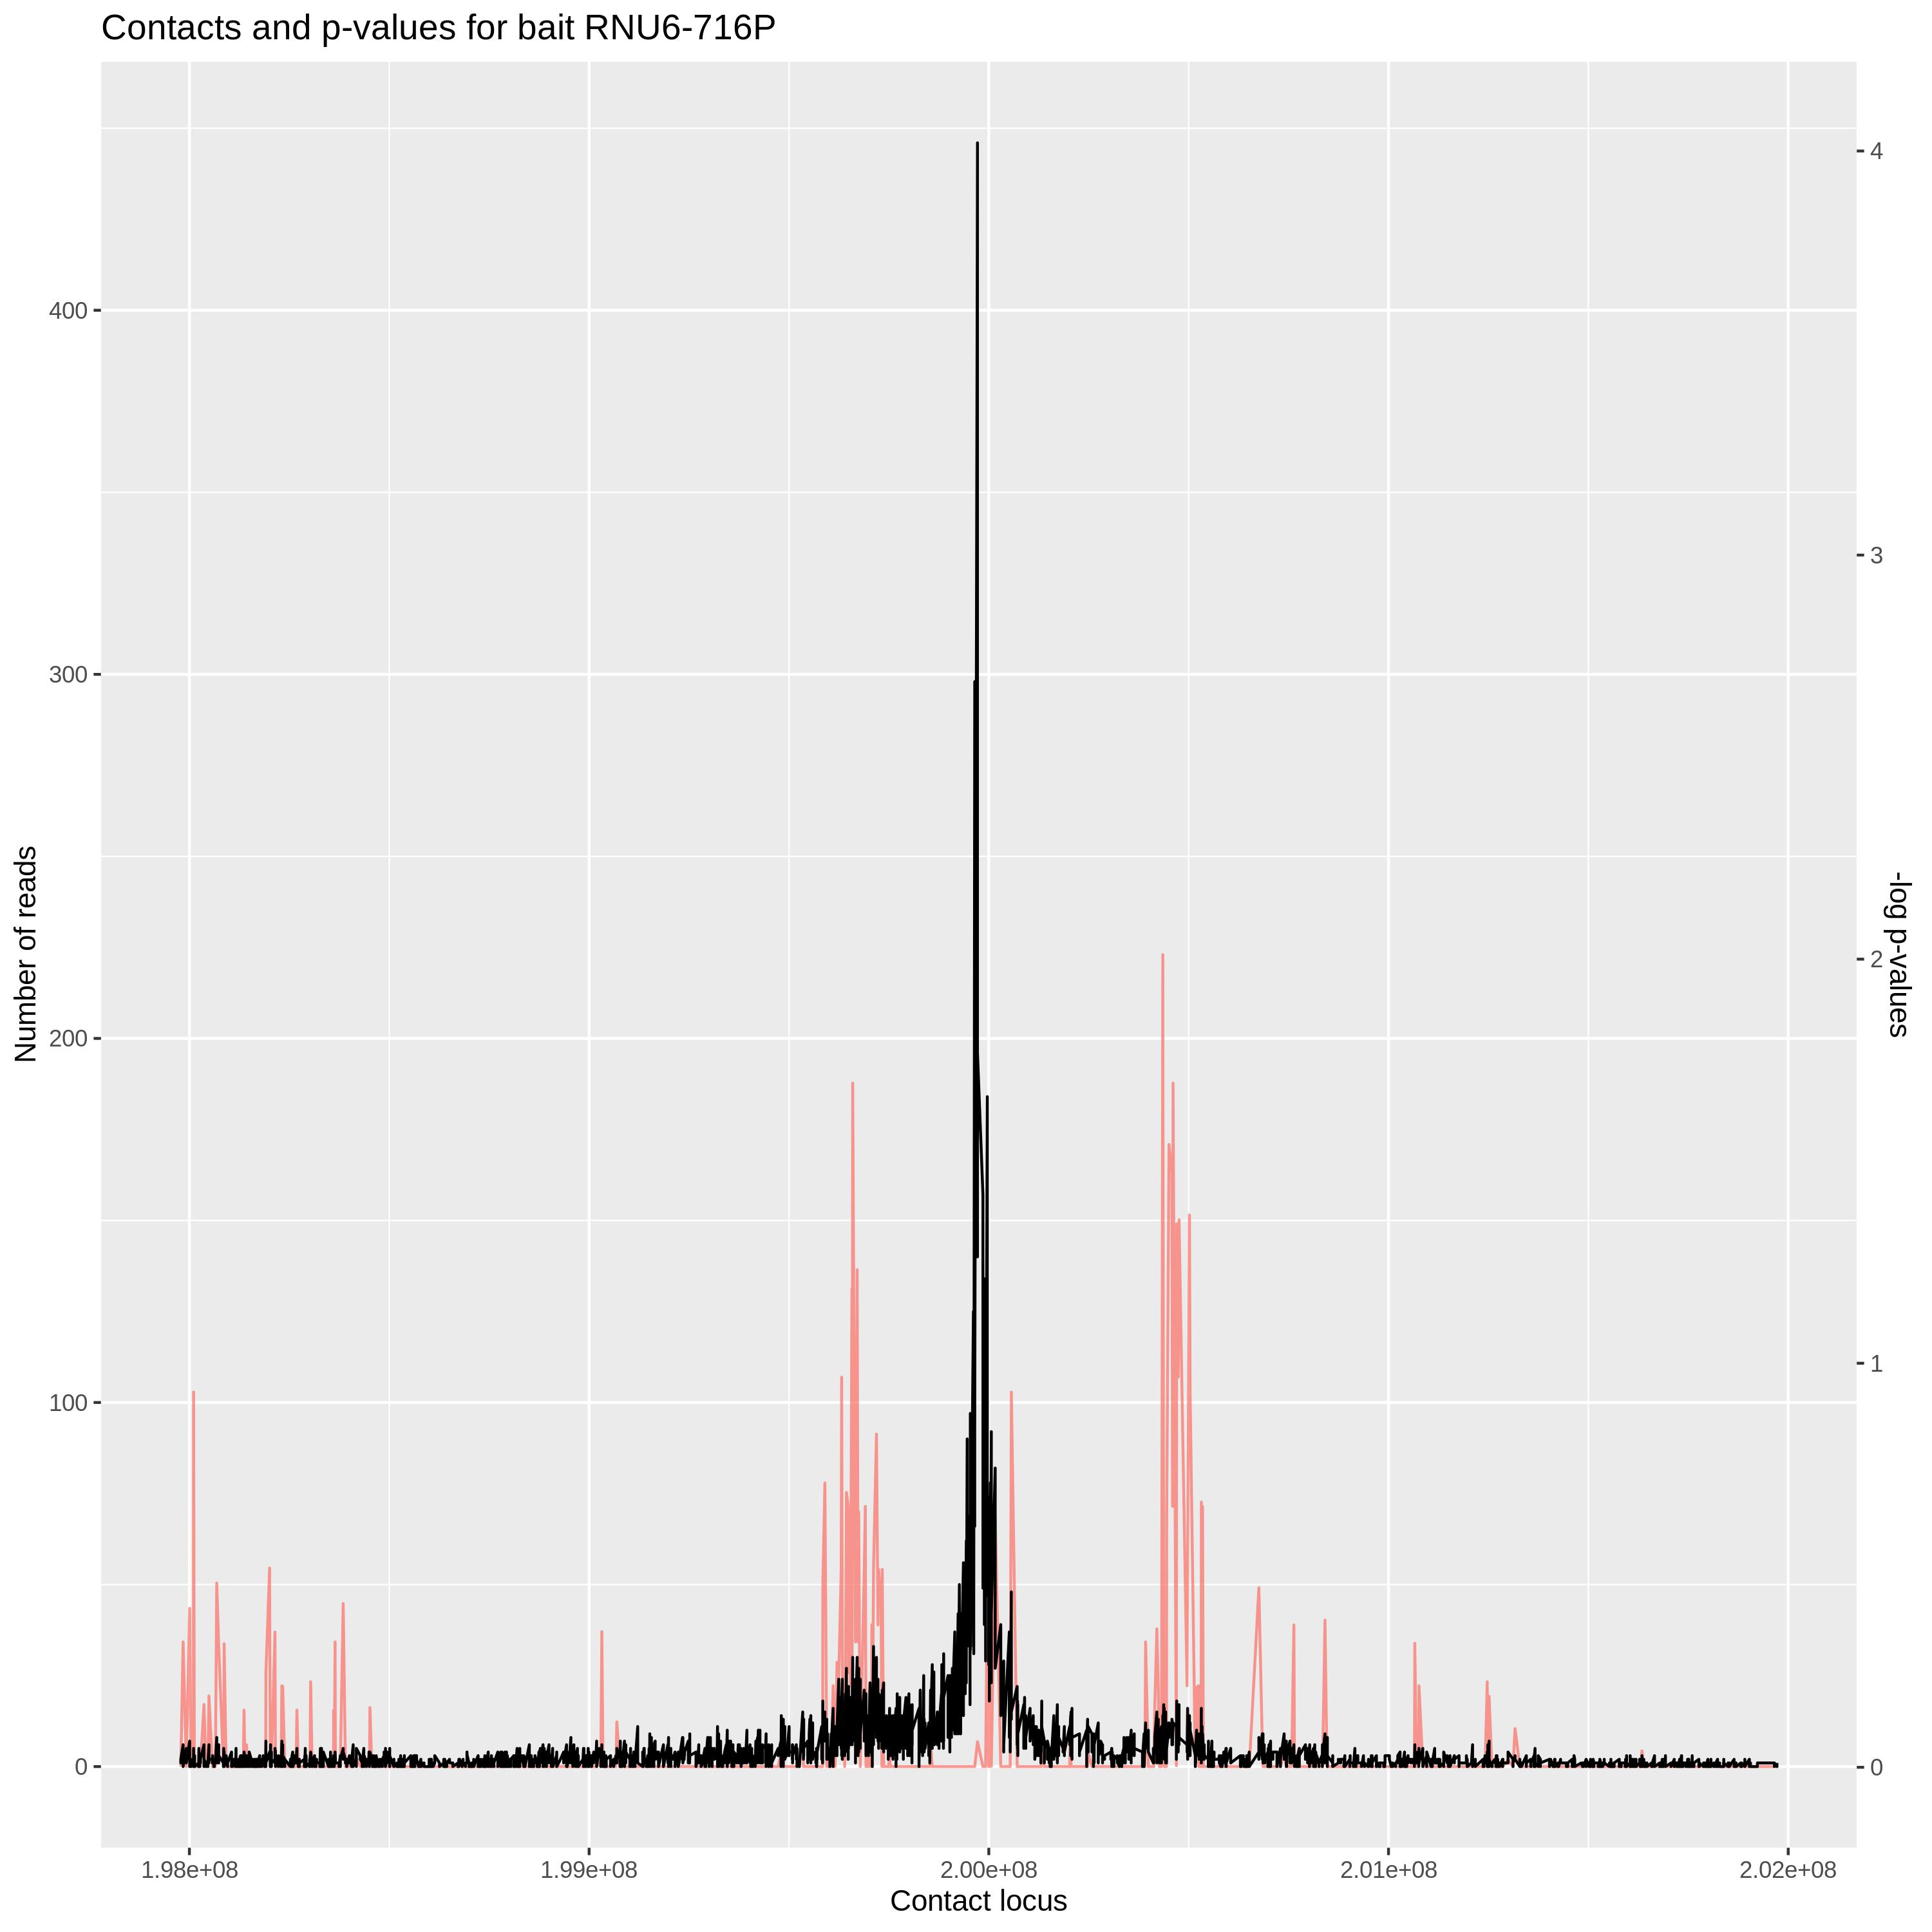 Contacts and p-values for bait RNU6-716P
Number of reads
400
300
200
100
0
4
3
2
1
0
-log p-values
1.98e+08
1.99e+08
2.00e+08
2.01e+08
2.02e+08
Contact locus